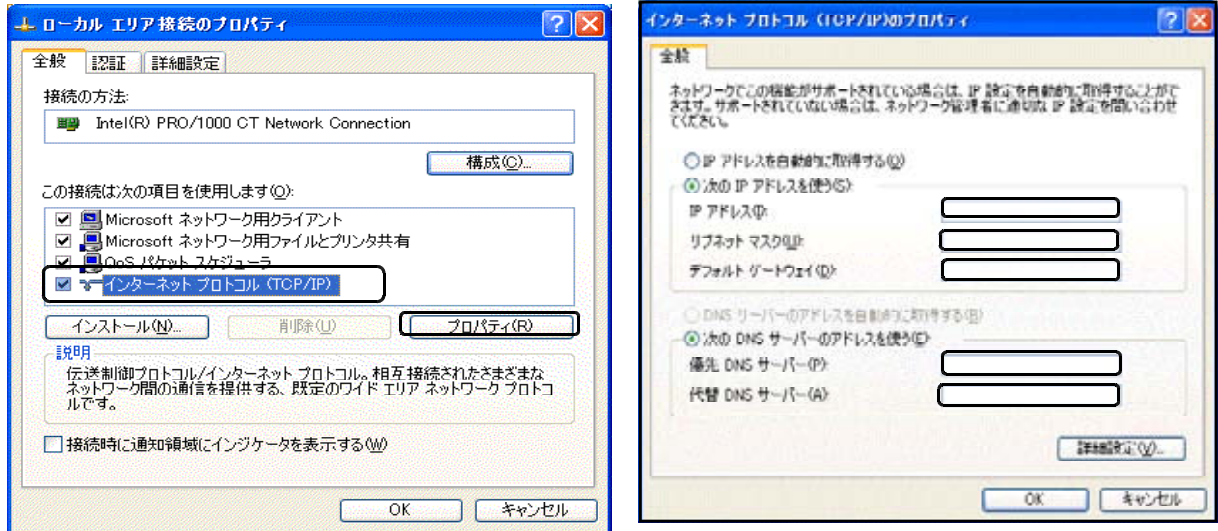 ローカル エリア接続のプロパティ
全般
認証
詳細設定
接続の方法:
Intel(R) PRO/1000 CT Network Connection
構成(C)...
この接続は次の項目を使用します(O):
Microsoft ネットワーク用クライアント
Microsoft ネットワーク用ファイルとプリンタ共有
QoS パケット スケジューラ
インターネット プロトコル (TCP/IP)
インストール(N)...
削除(U)
プロパティ(R)
説明
伝送制御プロトコル/インターネット プロトコル。相互接続されたさまざまな
ネットワーク間の通信を提供する、既定のワイド エリア ネットワーク プロトコ
ルです。
接続時に通知領域にインジケータを表示する(W)
OK
キャンセル
インターネット プロトコル (TCP/IP)のプロパティ
全般
ネットワークでこの機能がサポートされている場合は、IP 設定を自動的に取得することがで
きます。サポートされていない場合は、ネットワーク管理者に適切な IP 設定を問い合わせ
てください。
IP アドレスを自動的に取得する(O)
次の IP アドレスを使う(S):
IP アドレス(I):
サブネット マスク(U):
デフォルト ゲートウェイ(D):
DNS サーバーのアドレスを自動的に取得する(B)
次の DNS サーバーのアドレスを使う(E):
優先 DNS サーバー(P):
代替 DNS サーバー(A):
詳細設定(V)...
OK
キャンセル